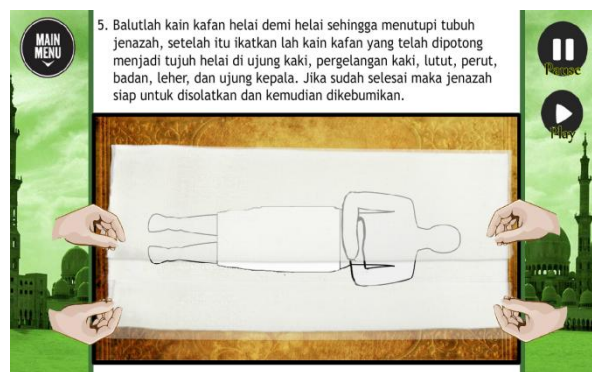 MAIN
MENU
5. Balutlah kain kafan helai demi helai sehingga menutupi tubuh
jenazah, setelah itu ikatkan lah kain kafan yang telah dipotong
menjadi tujuh helai di ujung kaki, pergelangan kaki, lutut, perut,
badan, leher, dan ujung kepala. Jika sudah selesai maka jenazah
siap untuk disolatkan dan kemudian dikebumikan.
Pause
Play